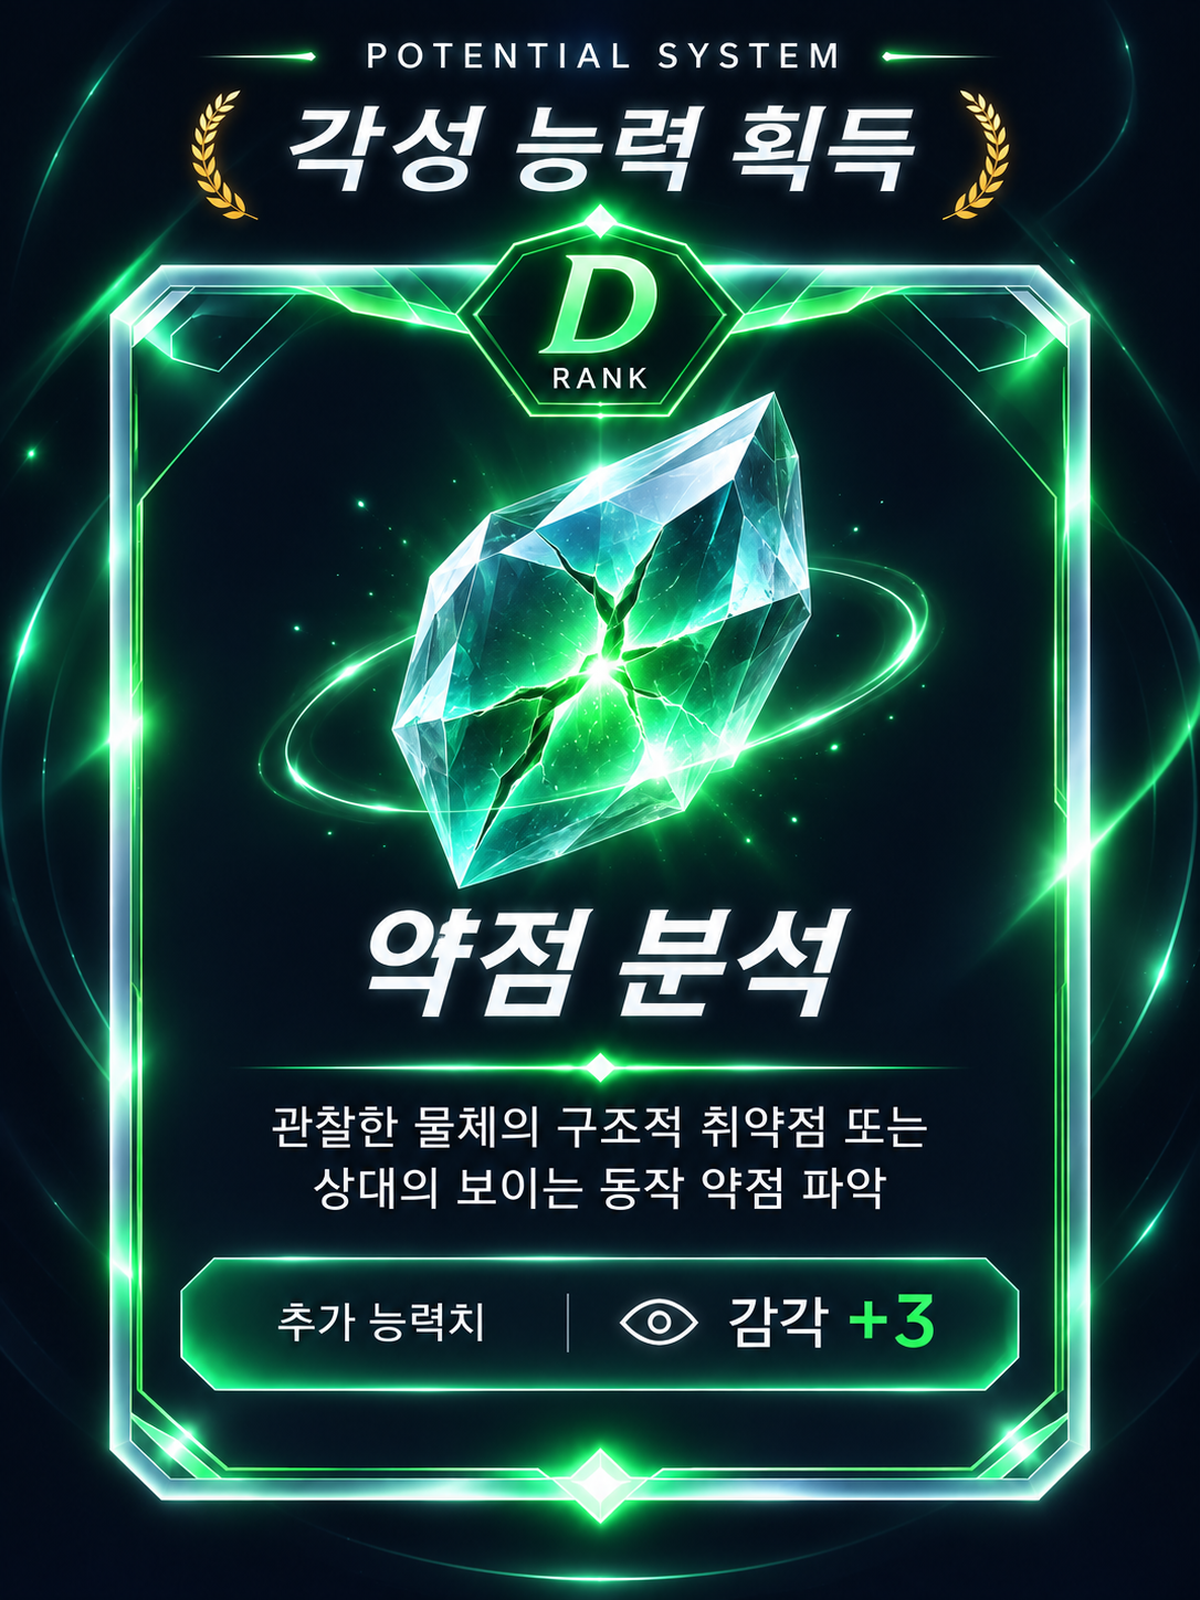 POTENTIAL SYSTEM
각성 능력 획득
D
RANK
약점 분석
관찰한 물체의 구조적 취약점 또는
상대의 보이는 동작 약점 파악
추가 능력치
감각 +3